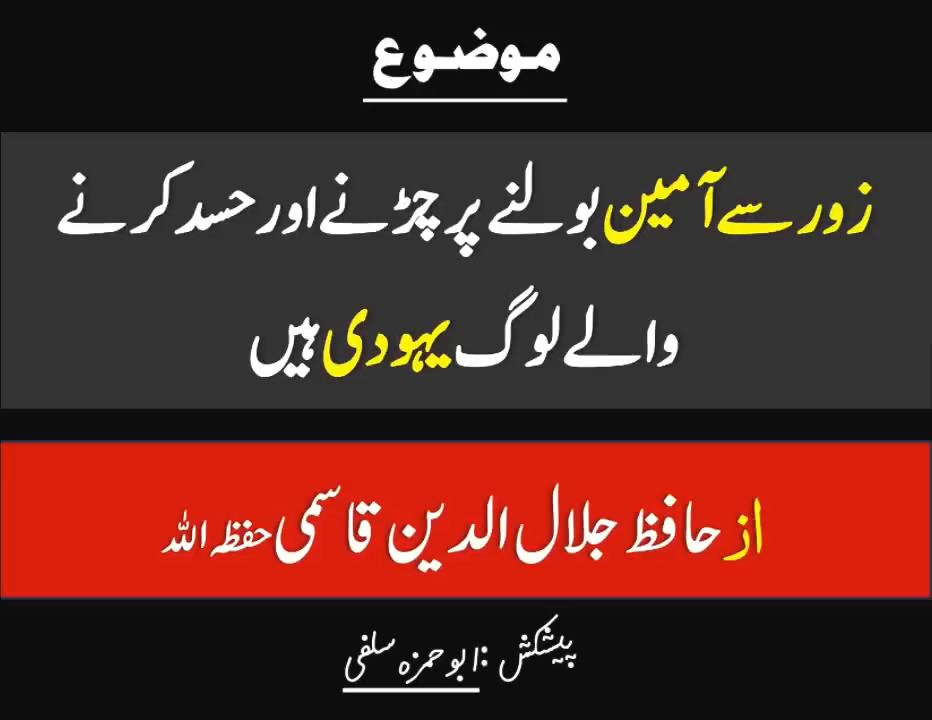 موضوع
زور سے آمین بولنے پر چڑنے اور حسد کرنے
والے لوگ یہودی ہیں
از حافظ جلال الدین قاسمی حفظہ اللہ
پیشکش : ابو حمزہ سلفی